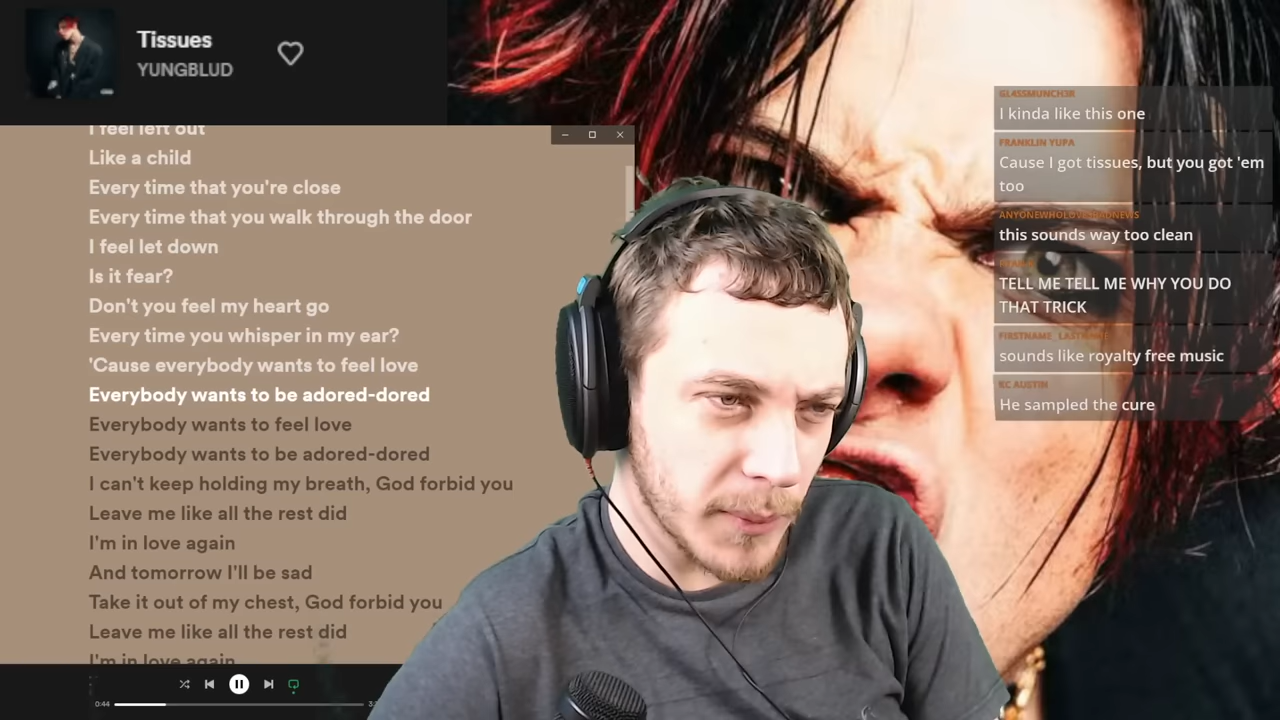 Tissues
YUNGBLUD
I feel left out
Like a child
Every time that you're close
Every time that you walk through the door
I feel let down
Is it fear?
Don't you feel my heart go
Every time you whisper in my ear?
'Cause everybody wants to feel love
Everybody wants to be adored-dored
Everybody wants to feel love
Everybody wants to be adored-dored
I can't keep holding my breath, God forbid you
Leave me like all the rest did
I'm in love again
And tomorrow I'll be sad
Take it out of my chest, God forbid you
Leave me like all the rest did
I'm in love again
0:44
GLASSMUNCH3R
I kinda like this one
FRANKLIN YUPA
Cause I got tissues, but you got 'em
too
this sounds way too clean
TELL ME TELL ME WHY YOU DO
THAT TRICK
sounds like royalty free music
KC AUSTIN
He sampled the cure